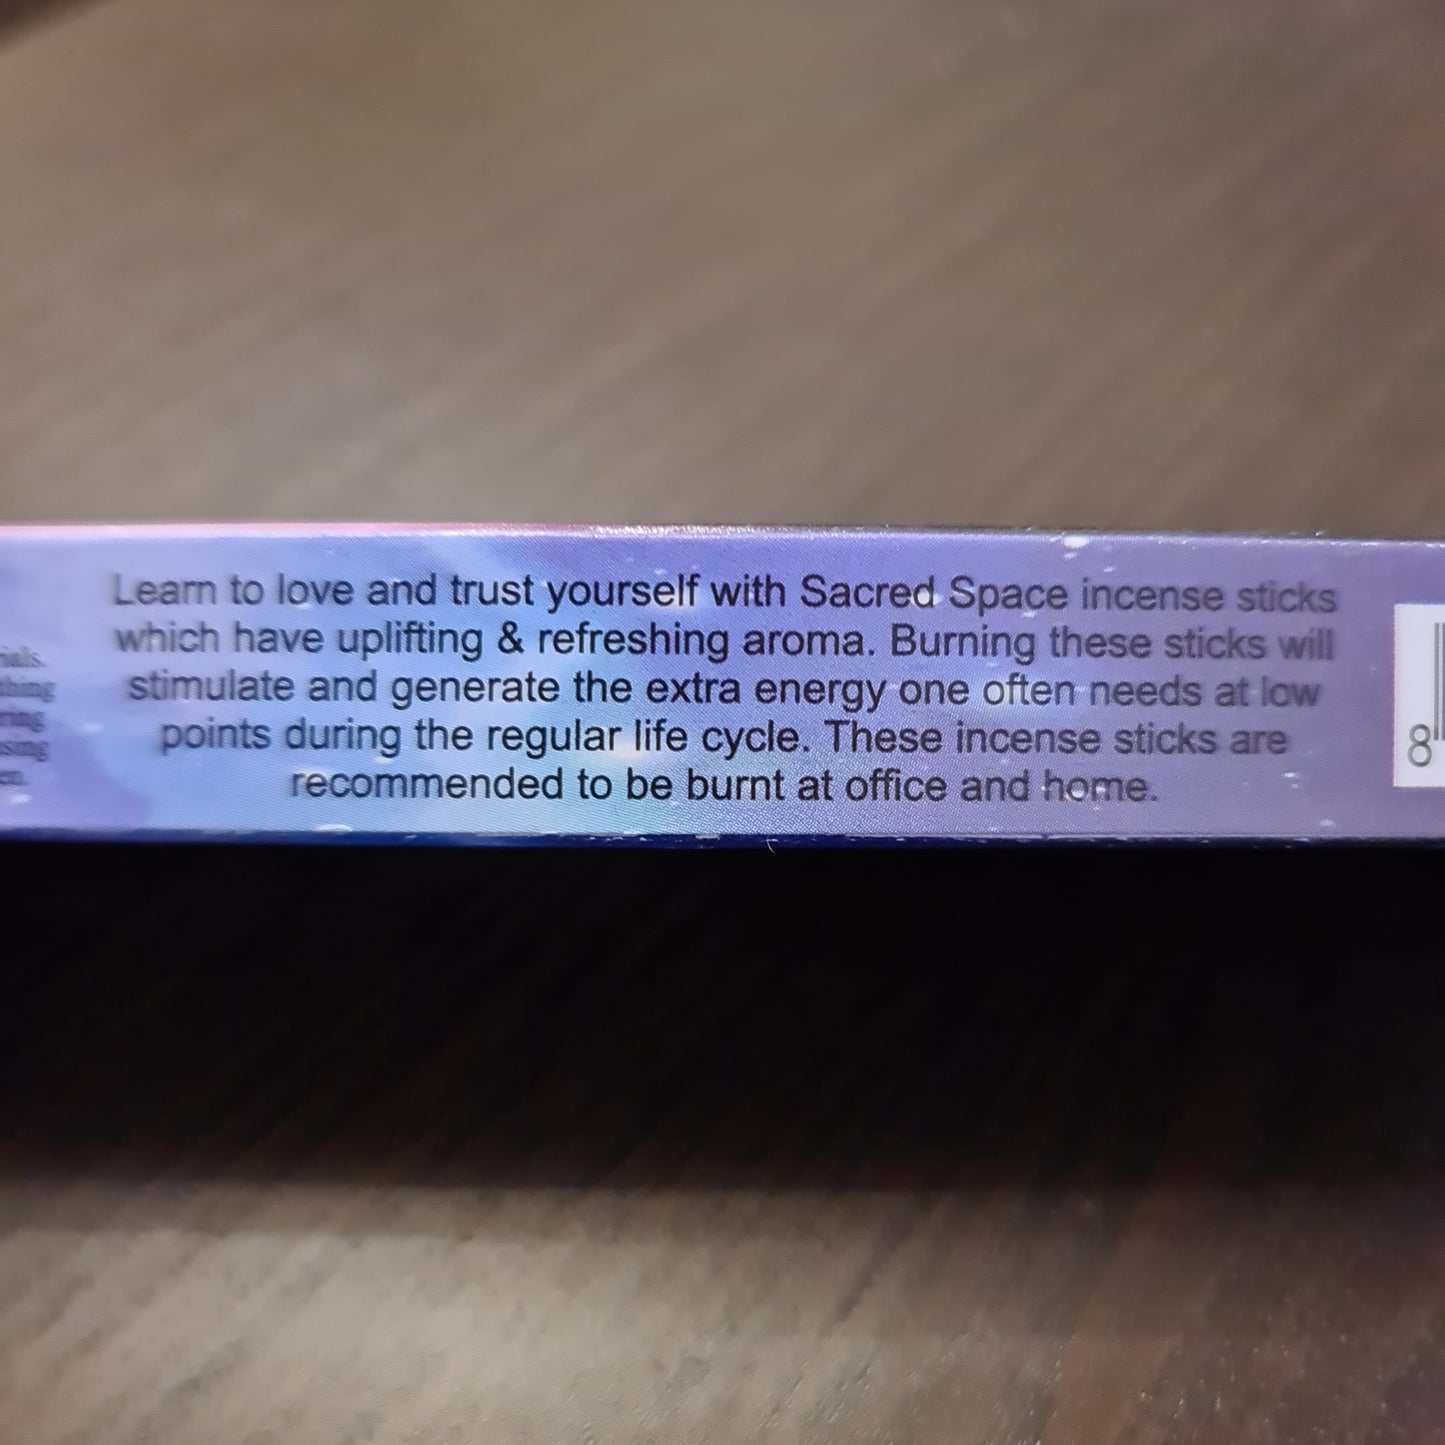 Learn to love and trust yourself with Sacred Space incense sticks
which have uplifting & refreshing aroma. Burning these sticks will
stimulate and generate the extra energy one often needs at low
points during the regular life cycle. These incense sticks are
recommended to be burnt at office and home.
8